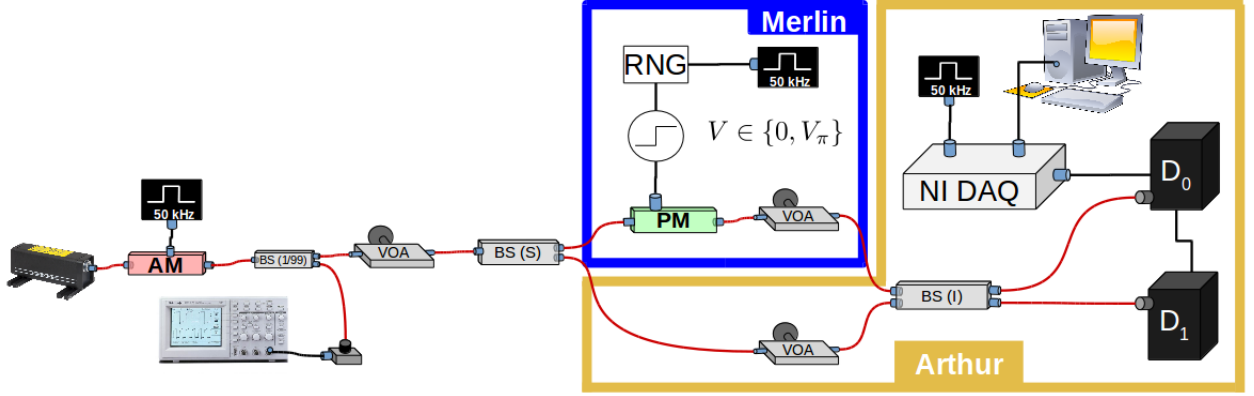 Merlin
RNG
50 kHz
V ∈ {0, V_π}
PM
VOA
50 kHz
NI DAQ
D_0
D_1
50 kHz
AM
BS (1/99)
VOA
BS (S)
BS (I)
VOA
Arthur